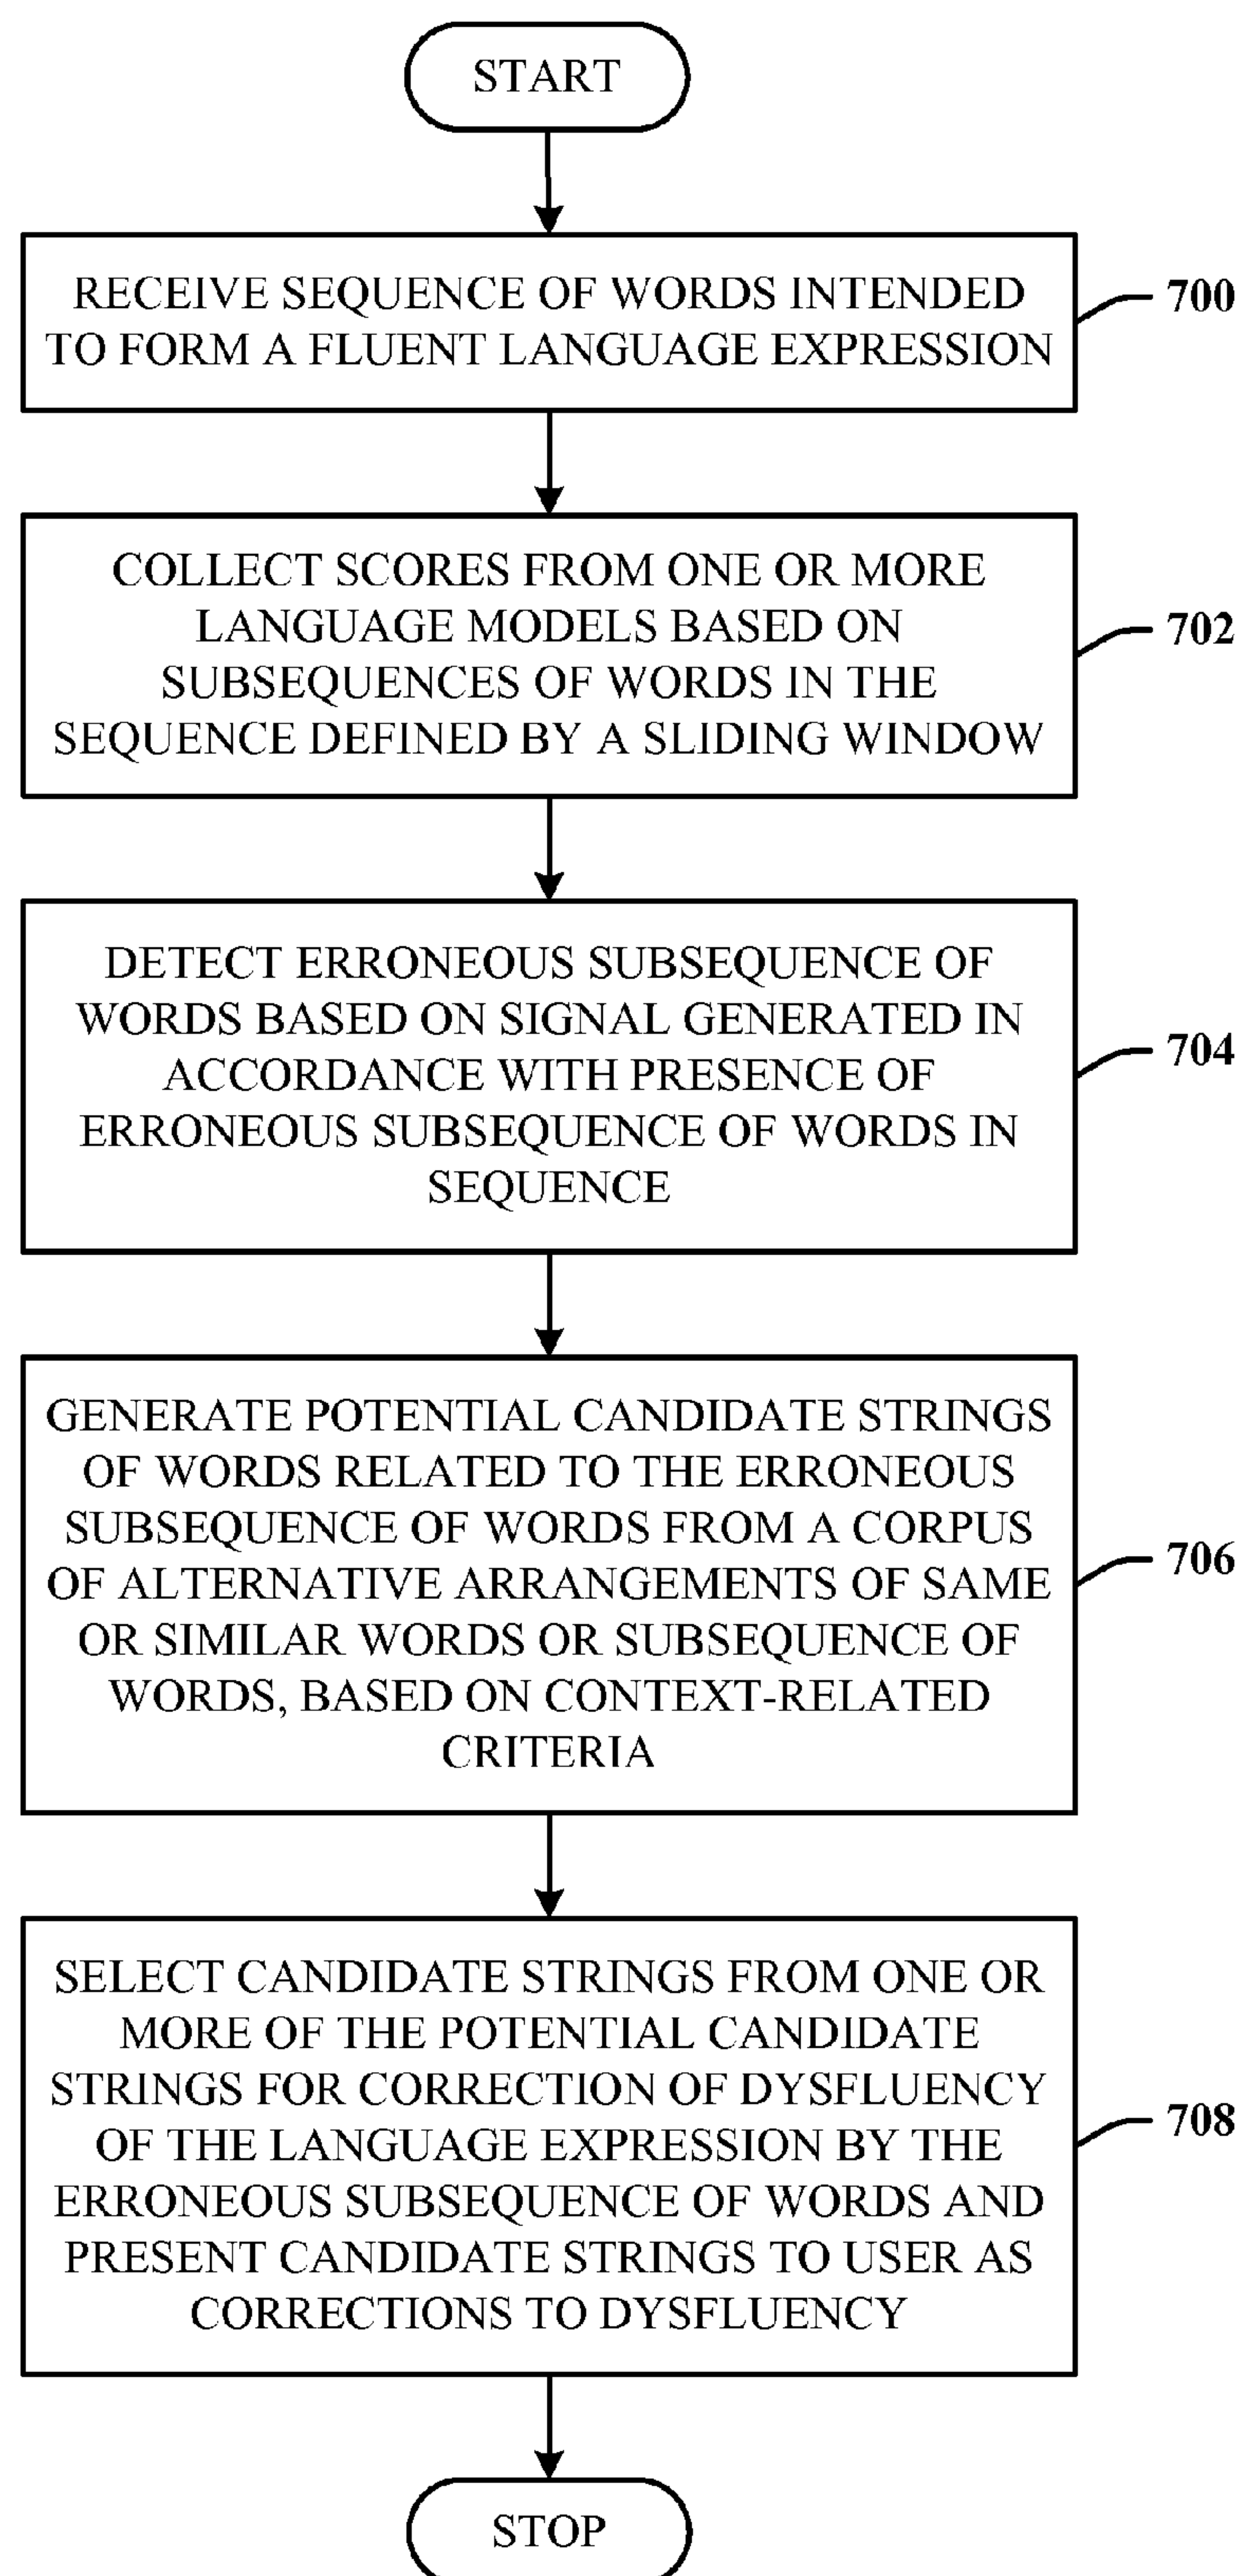 START
RECEIVE SEQUENCE OF WORDS INTENDED
TO FORM A FLUENT LANGUAGE EXPRESSION
700
COLLECT SCORES FROM ONE OR MORE
LANGUAGE MODELS BASED ON
SUBSEQUENCES OF WORDS IN THE
SEQUENCE DEFINED BY A SLIDING WINDOW
702
DETECT ERRONEOUS SUBSEQUENCE OF
WORDS BASED ON SIGNAL GENERATED IN
ACCORDANCE WITH PRESENCE OF
ERRONEOUS SUBSEQUENCE OF WORDS IN
SEQUENCE
704
GENERATE POTENTIAL CANDIDATE STRINGS
OF WORDS RELATED TO THE ERRONEOUS
SUBSEQUENCE OF WORDS FROM A CORPUS
OF ALTERNATIVE ARRANGEMENTS OF SAME
OR SIMILAR WORDS OR SUBSEQUENCE OF
WORDS, BASED ON CONTEXT-RELATED
CRITERIA
706
SELECT CANDIDATE STRINGS FROM ONE OR
MORE OF THE POTENTIAL CANDIDATE
STRINGS FOR CORRECTION OF DYSFLUENCY
OF THE LANGUAGE EXPRESSION BY THE
ERRONEOUS SUBSEQUENCE OF WORDS AND
PRESENT CANDIDATE STRINGS TO USER AS
CORRECTIONS TO DYSFLUENCY
708
STOP